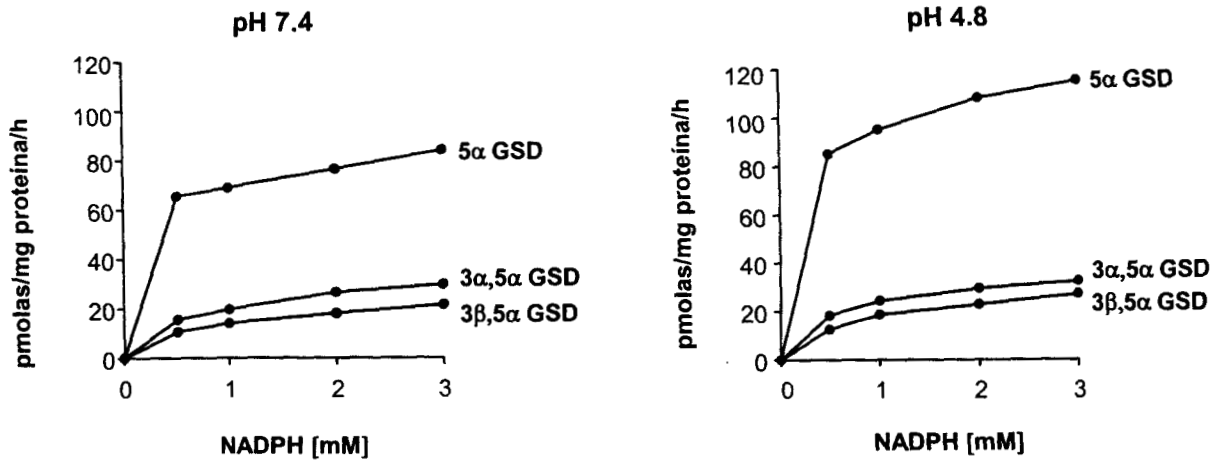 pH 7.4
pmolas/mg proteína/h
120
100
80
60
40
20
0
0 1 2 3
NADPH [mM]
5α GSD
3α,5α GSD
3β,5α GSD
pH 4.8
pmolas/mg proteína/h
120
100
80
60
40
20
0
0 1 2 3
NADPH [mM]
5α GSD
3α,5α GSD
3β,5α GSD